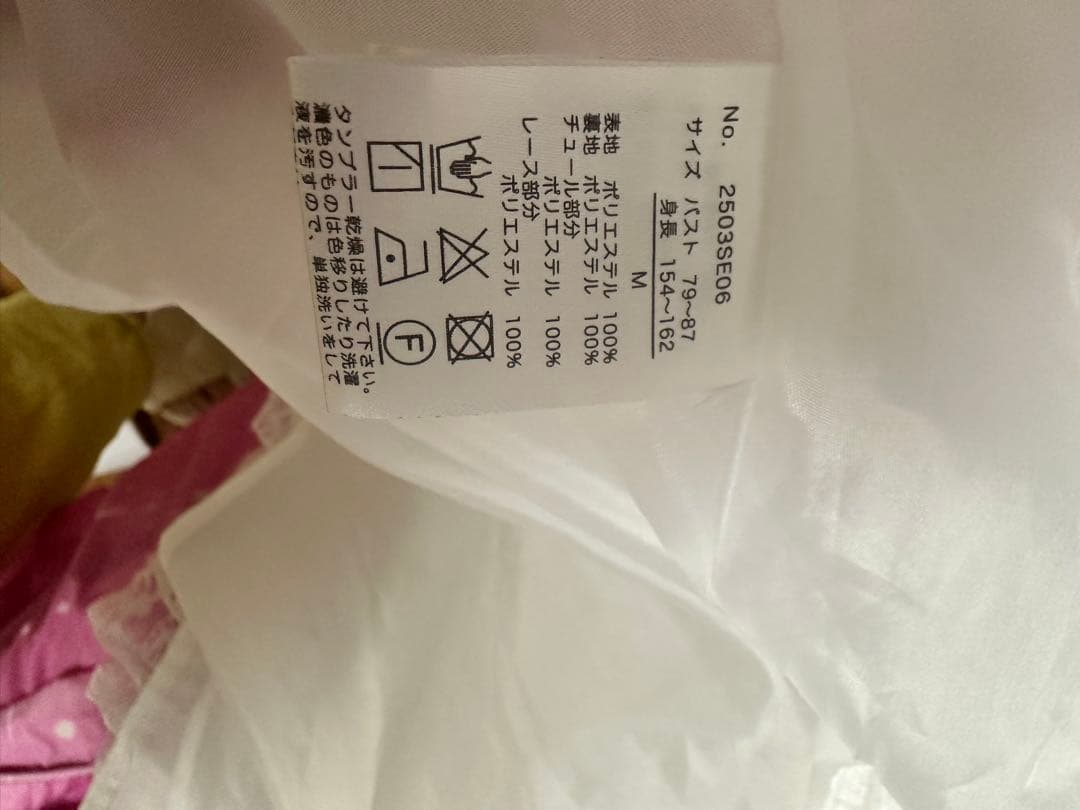 No. 2503SE06
サイズ バスト 79〜87
身長 154〜162
M
表地 ポリエステル 100%
裏地 ポリエステル 100%
チュール部分
ポリエステル 100%
レース部分
ポリエステル 100%
F
タンブラー乾燥は避けて下さい。
濃色のものは色移りしたり洗濯
液を汚すので、単独洗いをして